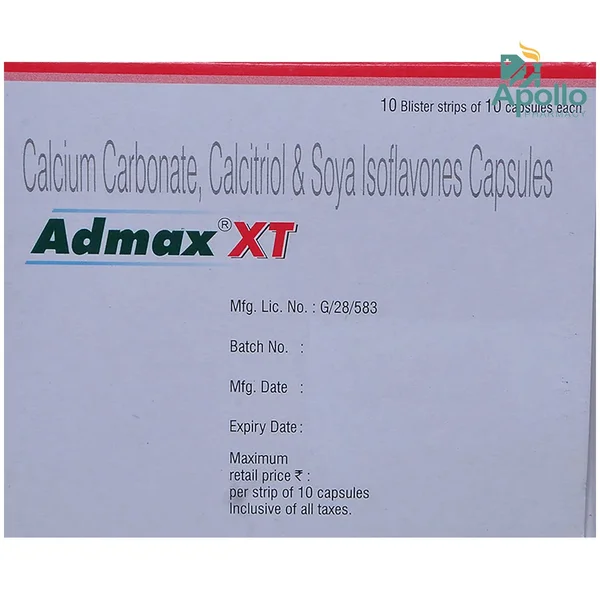 Apollo
PHARMACY
10 Blister strips of 10 capsules each
Calcium Carbonate, Calcitriol & Soya Isoflavones Capsules
Admax® XT
Mfg. Lic. No. : G/28/583
Batch No. :
Mfg. Date :
Expiry Date :
Maximum
retail price ₹ :
per strip of 10 capsules
Inclusive of all taxes.